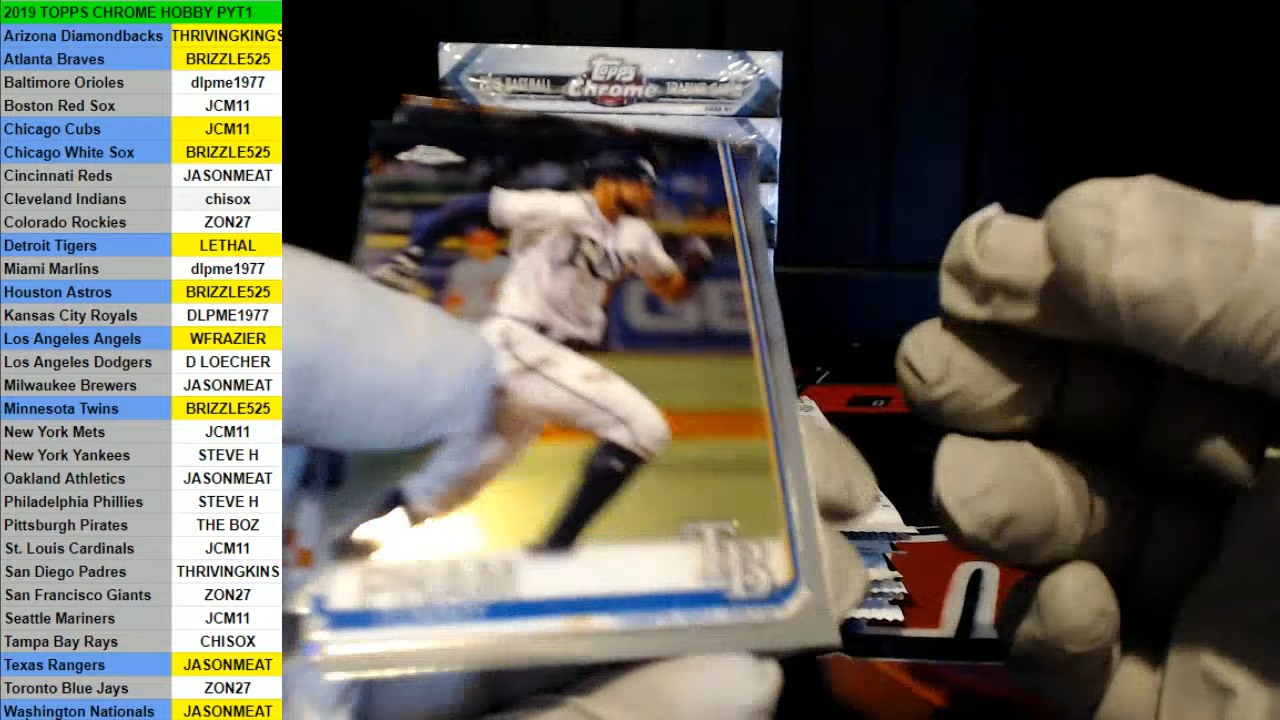 2019 TOPPS CHROME HOBBY PYT1
Arizona Diamondbacks THRIVINGKINGS
Atlanta Braves BRIZZLE525
Baltimore Orioles dlpme1977
Boston Red Sox JCM11
Chicago Cubs JCM11
Chicago White Sox BRIZZLE525
Cincinnati Reds JASONMEAT
Cleveland Indians chisox
Colorado Rockies ZON27
Detroit Tigers LETHAL
Miami Marlins dlpme1977
Houston Astros BRIZZLE525
Kansas City Royals DLPME1977
Los Angeles Angels WFRAZIER
Los Angeles Dodgers D LOECHER
Milwaukee Brewers JASONMEAT
Minnesota Twins BRIZZLE525
New York Mets JCM11
New York Yankees STEVE H
Oakland Athletics JASONMEAT
Philadelphia Phillies STEVE H
Pittsburgh Pirates THE BOZ
St. Louis Cardinals JCM11
San Diego Padres THRIVINGKINS
San Francisco Giants ZON27
Seattle Mariners JCM11
Tampa Bay Rays CHISOX
Texas Rangers JASONMEAT
Toronto Blue Jays ZON27
Washington Nationals JASONMEAT
Topps
BASEBALL Chrome TRADING
TB